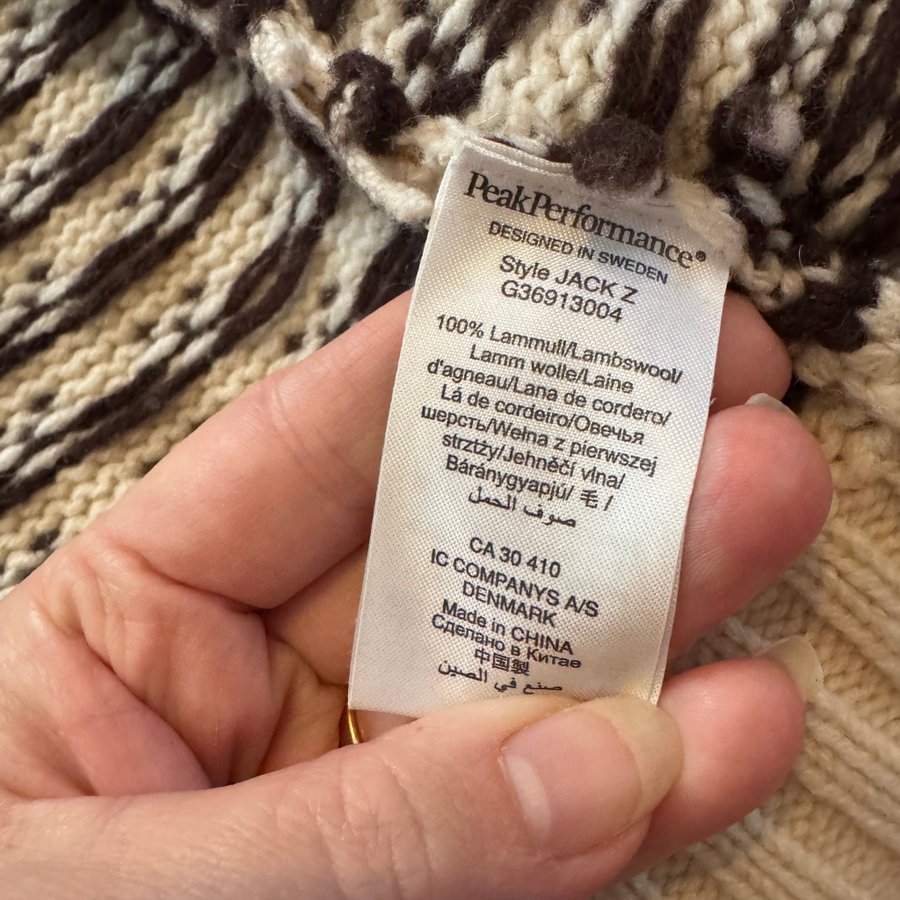 PeakPerformance®
DESIGNED IN SWEDEN
Style JACK Z
G36913004
100% Lammull/Lambswool/
Lamm wolle/Laine
d'agneau/Lana de cordero/
Lá de cordeiro/Овечья
шерсть/Wełna z pierwszej
strztży/Jehněčí vlna/
Báránygyapjú/ 毛 /
صوف الحمل
CA 30 410
IC COMPANYS A/S
DENMARK
Made in CHINA
Сделано в Китае
中国製
صنع في الصين